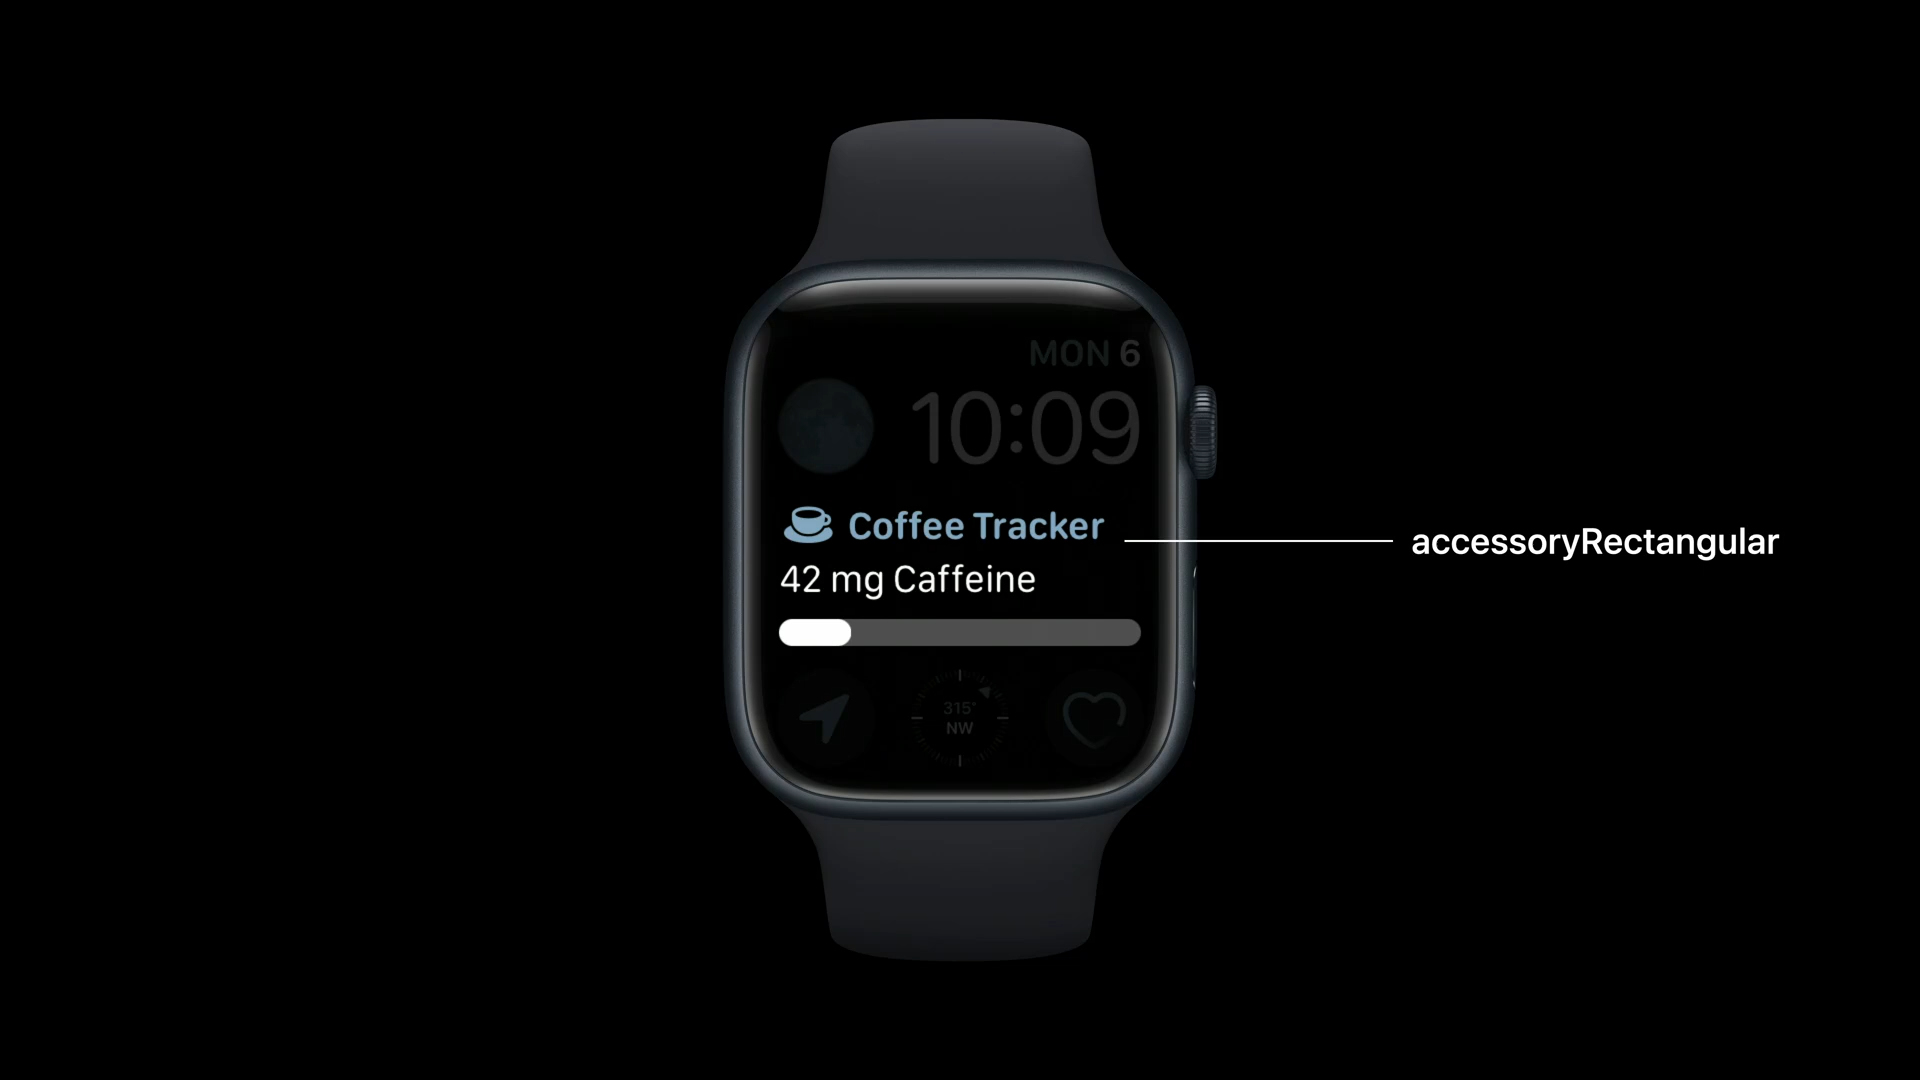 MON 6
10:09
Coffee Tracker
accessoryRectangular
42 mg Caffeine
315°
NW